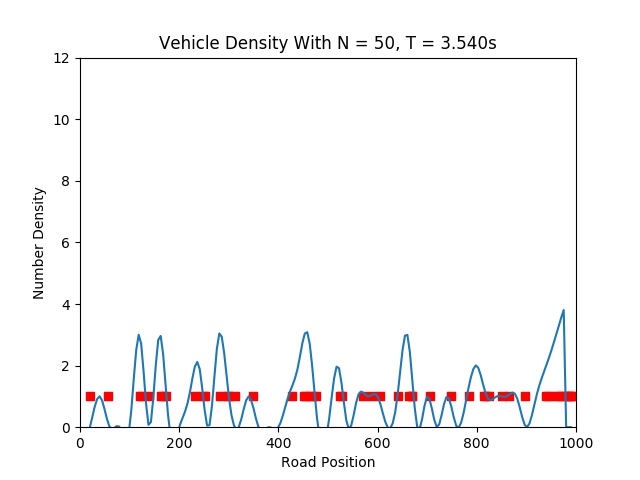 Vehicle Density With N = 50, T = 3.540s
12
10
8
6
4
2
0
Number Density
0 200 400 600 800 1000
Road Position